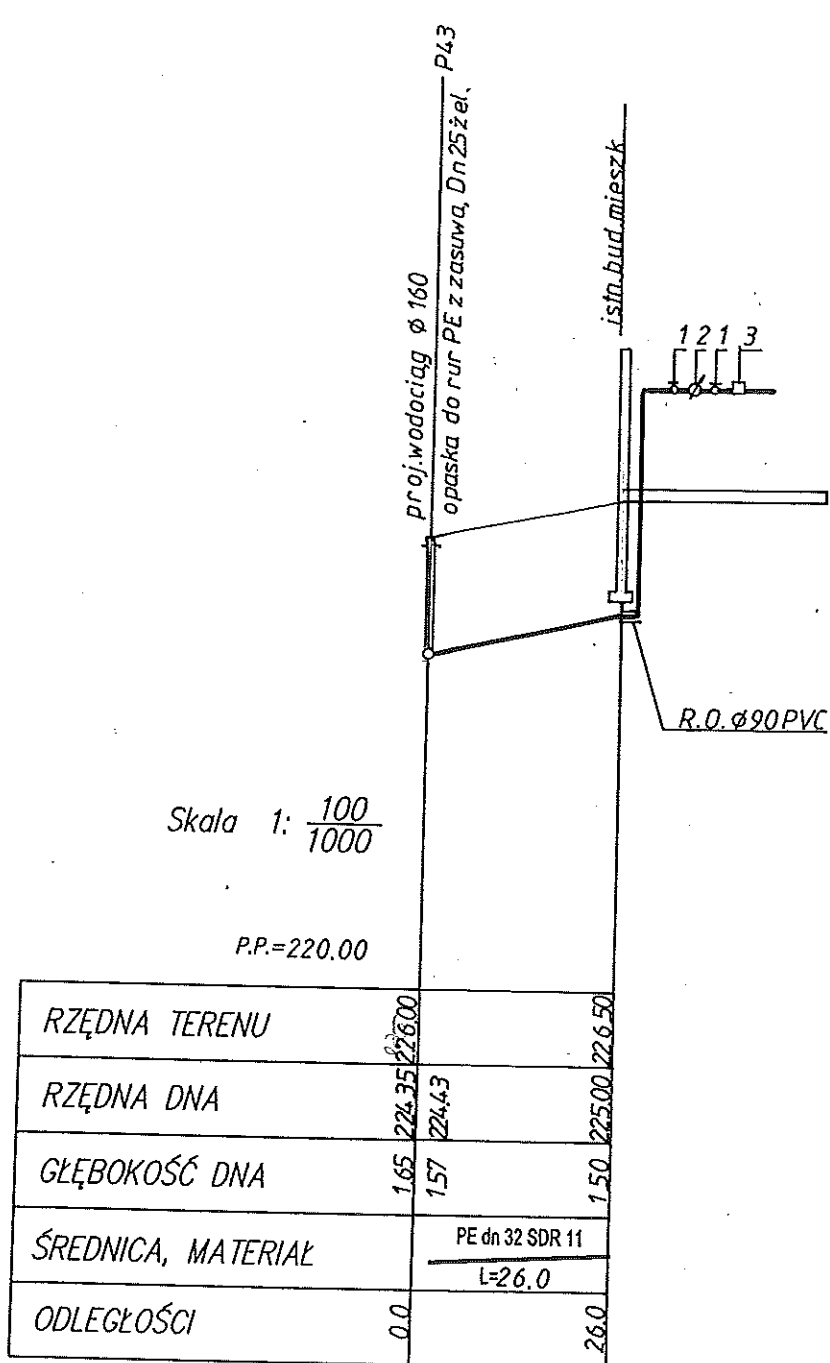 P43
proj.wodociąg ϕ 160
opaska do rur PE z zasuwą, Dn25żel.
istn.bud.mieszk
1 2 1 3
R.O.ϕ90PVC
Skala 1: 100
1000
P.P.=220.00
RZĘDNA TERENU 226.00 226.50
RZĘDNA DNA 224.35 224.43 225.00
GŁĘBOKOŚĆ DNA 1.65 1.57 1.50
ŚREDNICA, MATERIAŁ PE dn 32 SDR 11
L=26.0
ODLEGŁOŚCI 0.0 26.0